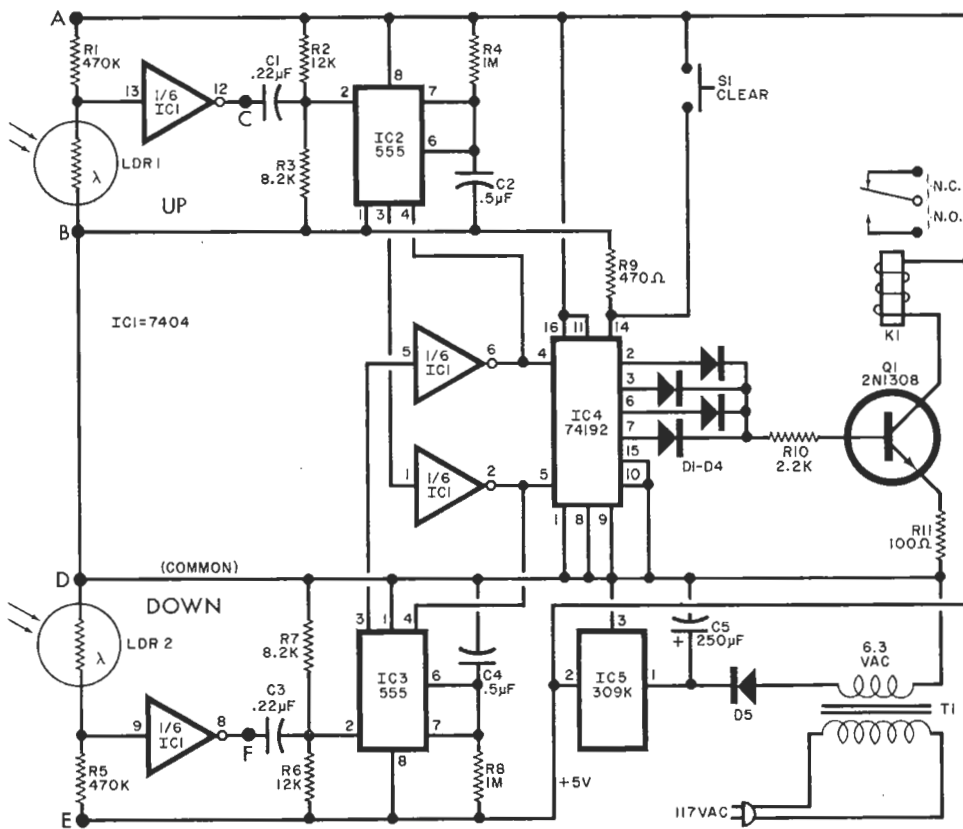 A
R1
470K
13
1/6
IC1
12
C
C1
.22µF
R2
12K
R3
8.2K
2
8
IC2
555
7
6
1
3
4
R4
1M
C2
.5µF
S1
CLEAR
LDR1
λ
UP
B
N.C.
N.O.
K1
R9
470Ω
IC1=7404
5
1/6
IC1
6
1
1/6
IC1
2
16
11
14
4
5
IC4
74192
2
3
6
7
15
10
1
8
9
D1-D4
R10
2.2K
Q1
2N1308
R11
100Ω
D
(COMMON)
DOWN
LDR2
λ
9
1/6
IC1
8
F
C3
.22µF
R7
8.2K
R6
12K
R5
470K
3
1
4
IC3
555
2
6
7
8
C4
.5µF
R8
1M
E
+5V
2
3
IC5
309K
1
C5
+
250µF
D5
6.3
VAC
T1
117VAC